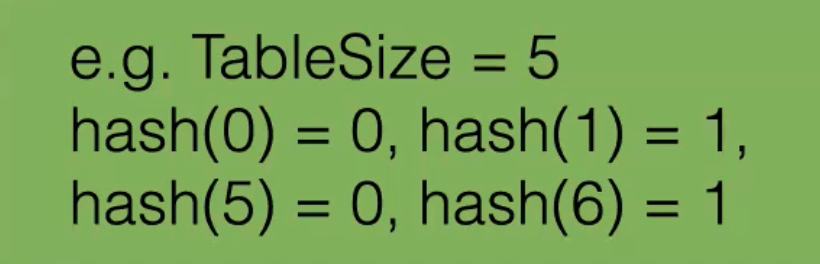 e.g. TableSize = 5
hash(0) = 0, hash(1) = 1,
hash(5) = 0, hash(6) = 1